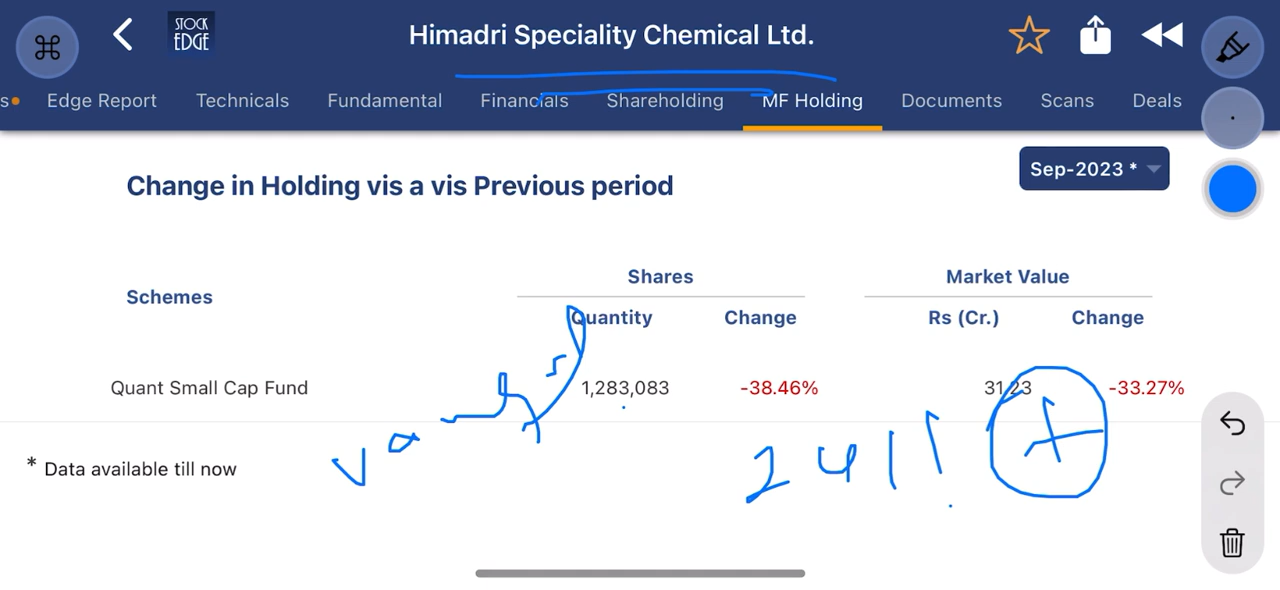 STOCK EDGE
Himadri Speciality Chemical Ltd.
s Edge Report Technicals Fundamental Financials Shareholding MF Holding Documents Scans Deals
Change in Holding vis a vis Previous period
Sep-2023 *
Schemes
Shares
Market Value
Quantity Change Rs (Cr.) Change
Quant Small Cap Fund 1,283,083 -38.46% 31.23 -33.27%
* Data available till now